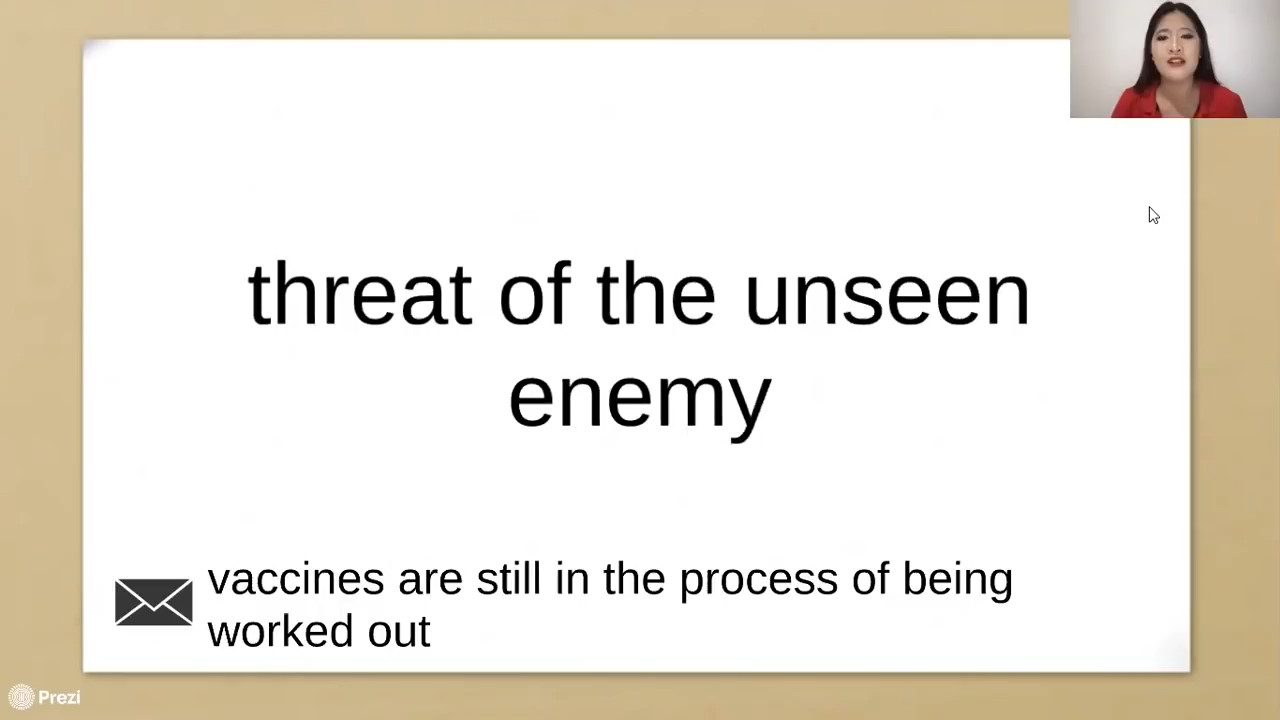 threat of the unseen
enemy
vaccines are still in the process of being
worked out
Prezi